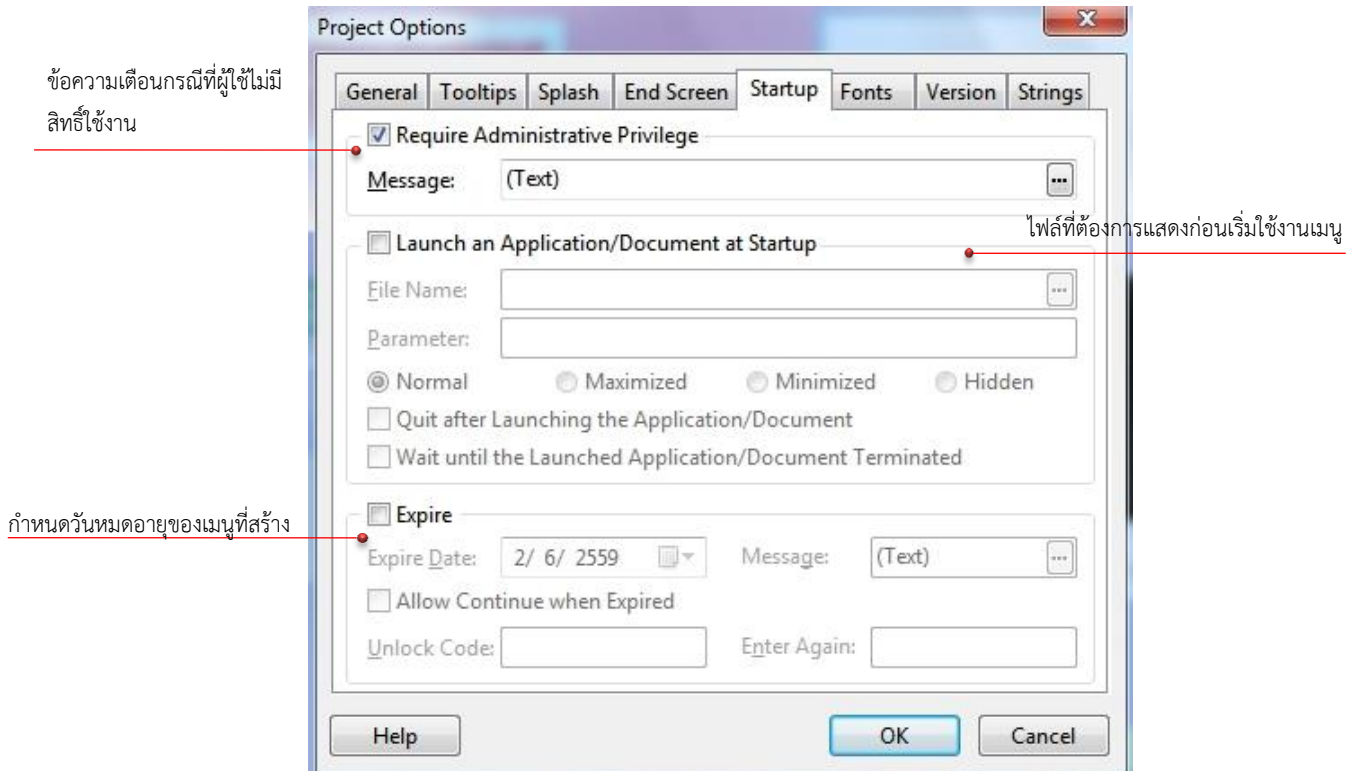 Project Options
ข้อความเตือนกรณีที่ผู้ใช้ไม่มี
สิทธิ์ใช้งาน
General Tooltips Splash End Screen Startup Fonts Version Strings
Require Administrative Privilege
Message: (Text) ...
ไฟล์ที่ต้องการแสดงก่อนเริ่มใช้งานเมนู
Launch an Application/Document at Startup
File Name: ...
Parameter:
Normal Maximized Minimized Hidden
Quit after Launching the Application/Document
Wait until the Launched Application/Document Terminated
กำหนดวันหมดอายุของเมนูที่สร้าง
Expire
Expire Date: 2/ 6/ 2559 Message: (Text) ...
Allow Continue when Expired
Unlock Code: Enter Again:
Help OK Cancel